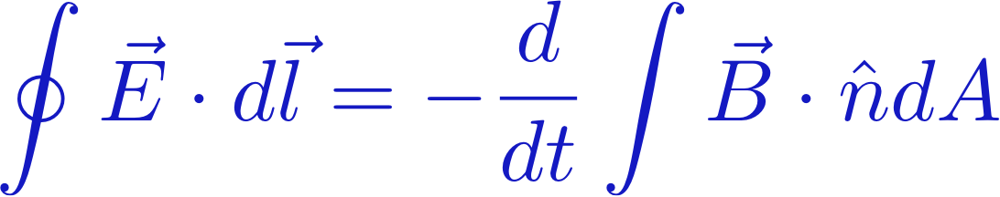 ∮ E⃗ · dl⃗ = − d/dt ∫ B⃗ · n̂dA